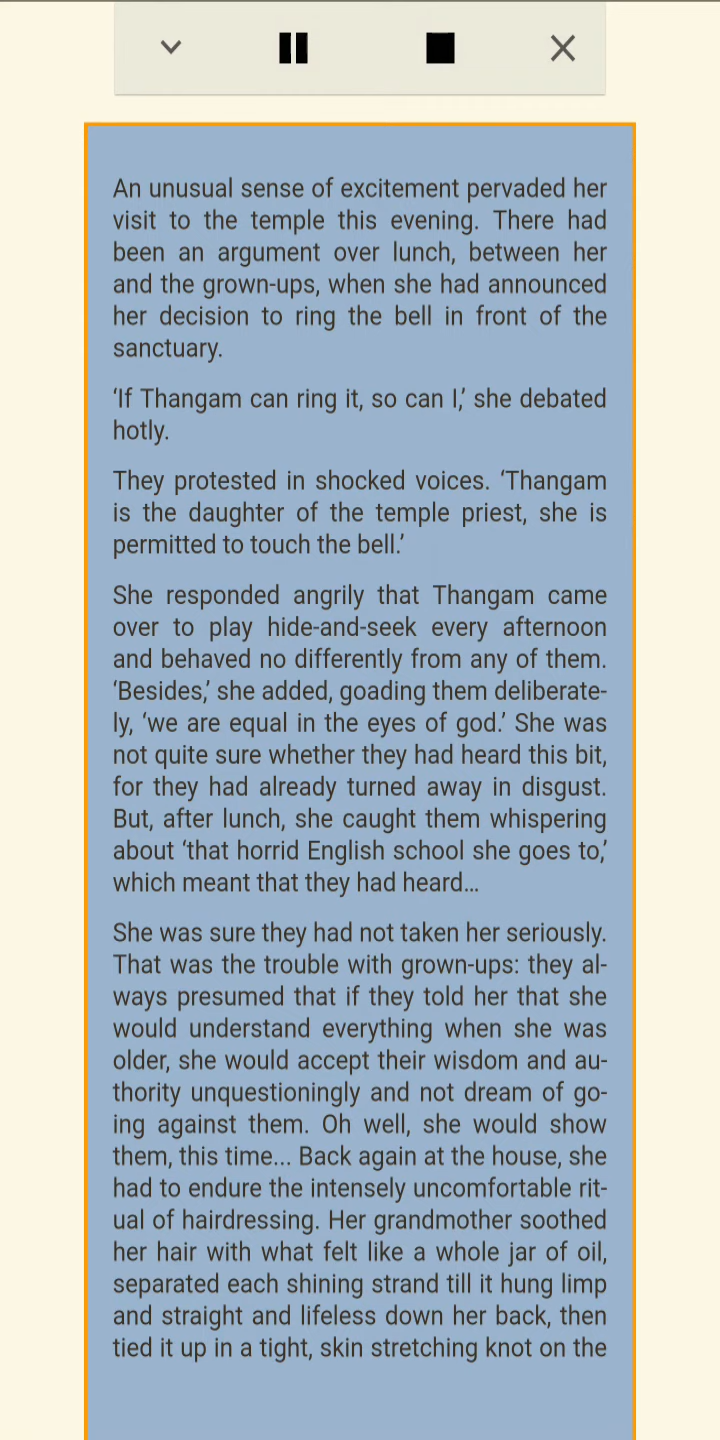 An unusual sense of excitement pervaded her
visit to the temple this evening. There had
been an argument over lunch, between her
and the grown-ups, when she had announced
her decision to ring the bell in front of the
sanctuary.
‘If Thangam can ring it, so can I,’ she debated
hotly.
They protested in shocked voices. ‘Thangam
is the daughter of the temple priest, she is
permitted to touch the bell.’
She responded angrily that Thangam came
over to play hide-and-seek every afternoon
and behaved no differently from any of them.
‘Besides,’ she added, goading them deliberate-
ly, ‘we are equal in the eyes of god.’ She was
not quite sure whether they had heard this bit,
for they had already turned away in disgust.
But, after lunch, she caught them whispering
about ‘that horrid English school she goes to,’
which meant that they had heard…
She was sure they had not taken her seriously.
That was the trouble with grown-ups: they al-
ways presumed that if they told her that she
would understand everything when she was
older, she would accept their wisdom and au-
thority unquestioningly and not dream of go-
ing against them. Oh well, she would show
them, this time... Back again at the house, she
had to endure the intensely uncomfortable rit-
ual of hairdressing. Her grandmother soothed
her hair with what felt like a whole jar of oil,
separated each shining strand till it hung limp
and straight and lifeless down her back, then
tied it up in a tight, skin stretching knot on the